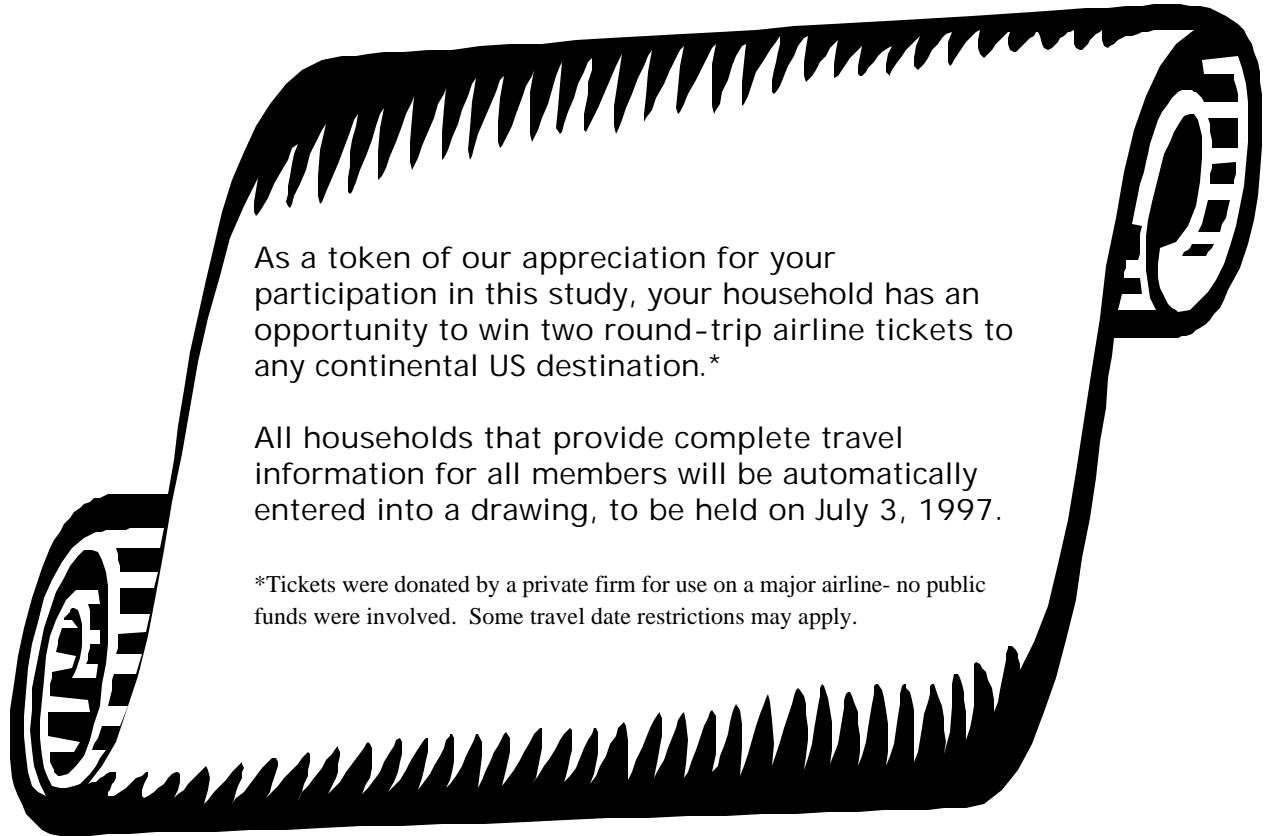 As a token of our appreciation for your
participation in this study, your household has an
opportunity to win two round-trip airline tickets to
any continental US destination.*
All households that provide complete travel
information for all members will be automatically
entered into a drawing, to be held on July 3, 1997.
*Tickets were donated by a private firm for use on a major airline- no public
funds were involved.  Some travel date restrictions may apply.